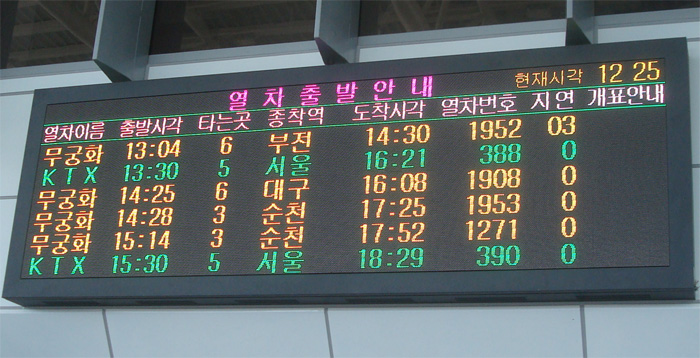 열차출발안내 현재시각 12 25
열차이름 출발시각 타는곳 종착역 도착시각 열차번호 지연 개표안내
무궁화 13:04 6 부전 14:30 1952 03
KTX 13:30 5 서울 16:21 388 0
무궁화 14:25 6 대구 16:08 1908 0
무궁화 14:28 3 순천 17:25 1953 0
무궁화 15:14 3 순천 17:52 1271 0
KTX 15:30 5 서울 18:29 390 0